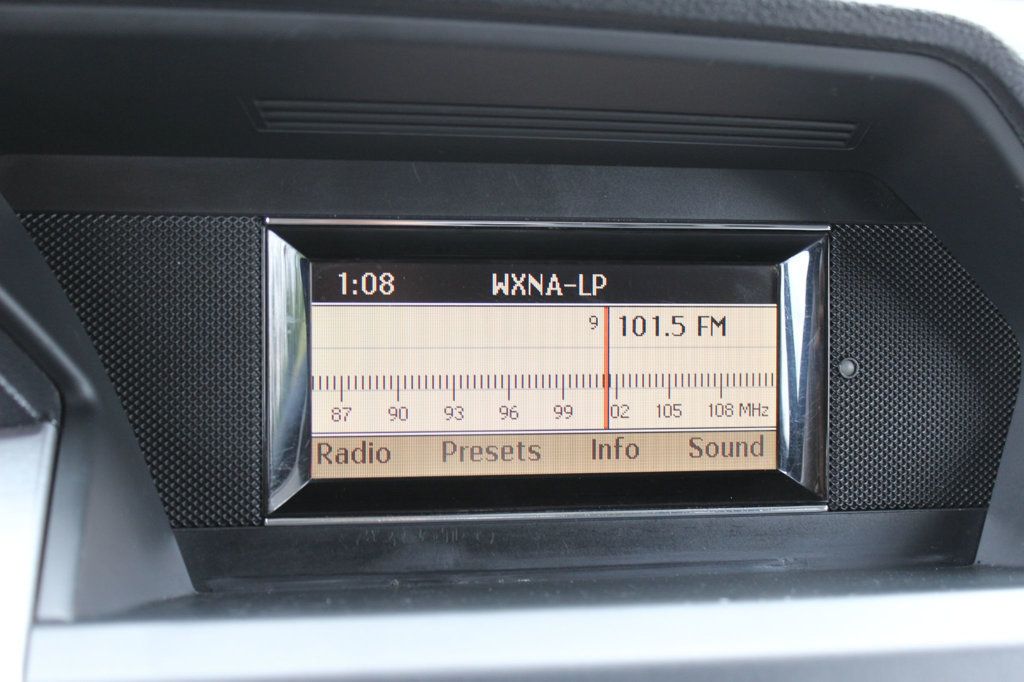 1:08 WXNA-LP
9 101.5 FM
87 90 93 96 99 02 105 108 MHz
Radio Presets Info Sound